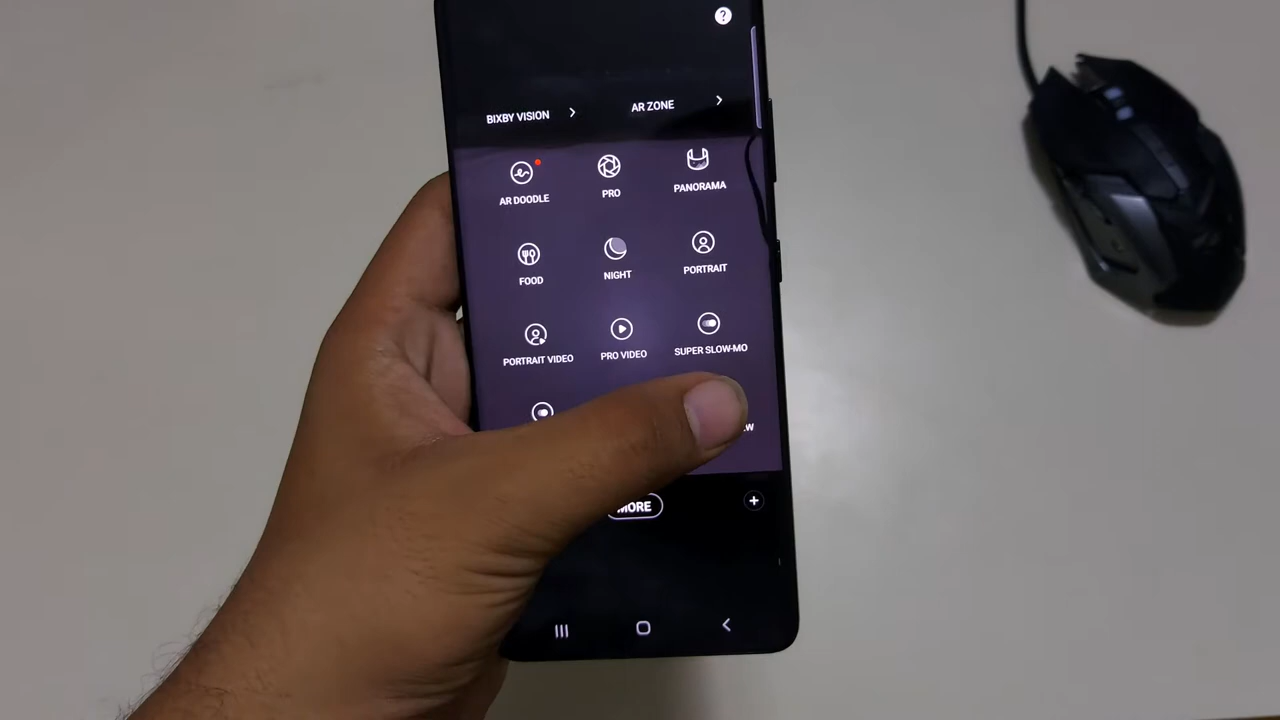 ?
BIXBY VISION >
AR ZONE >
AR DOODLE
PRO
PANORAMA
FOOD
NIGHT
PORTRAIT
PORTRAIT VIDEO
PRO VIDEO
SUPER SLOW-MO
MORE